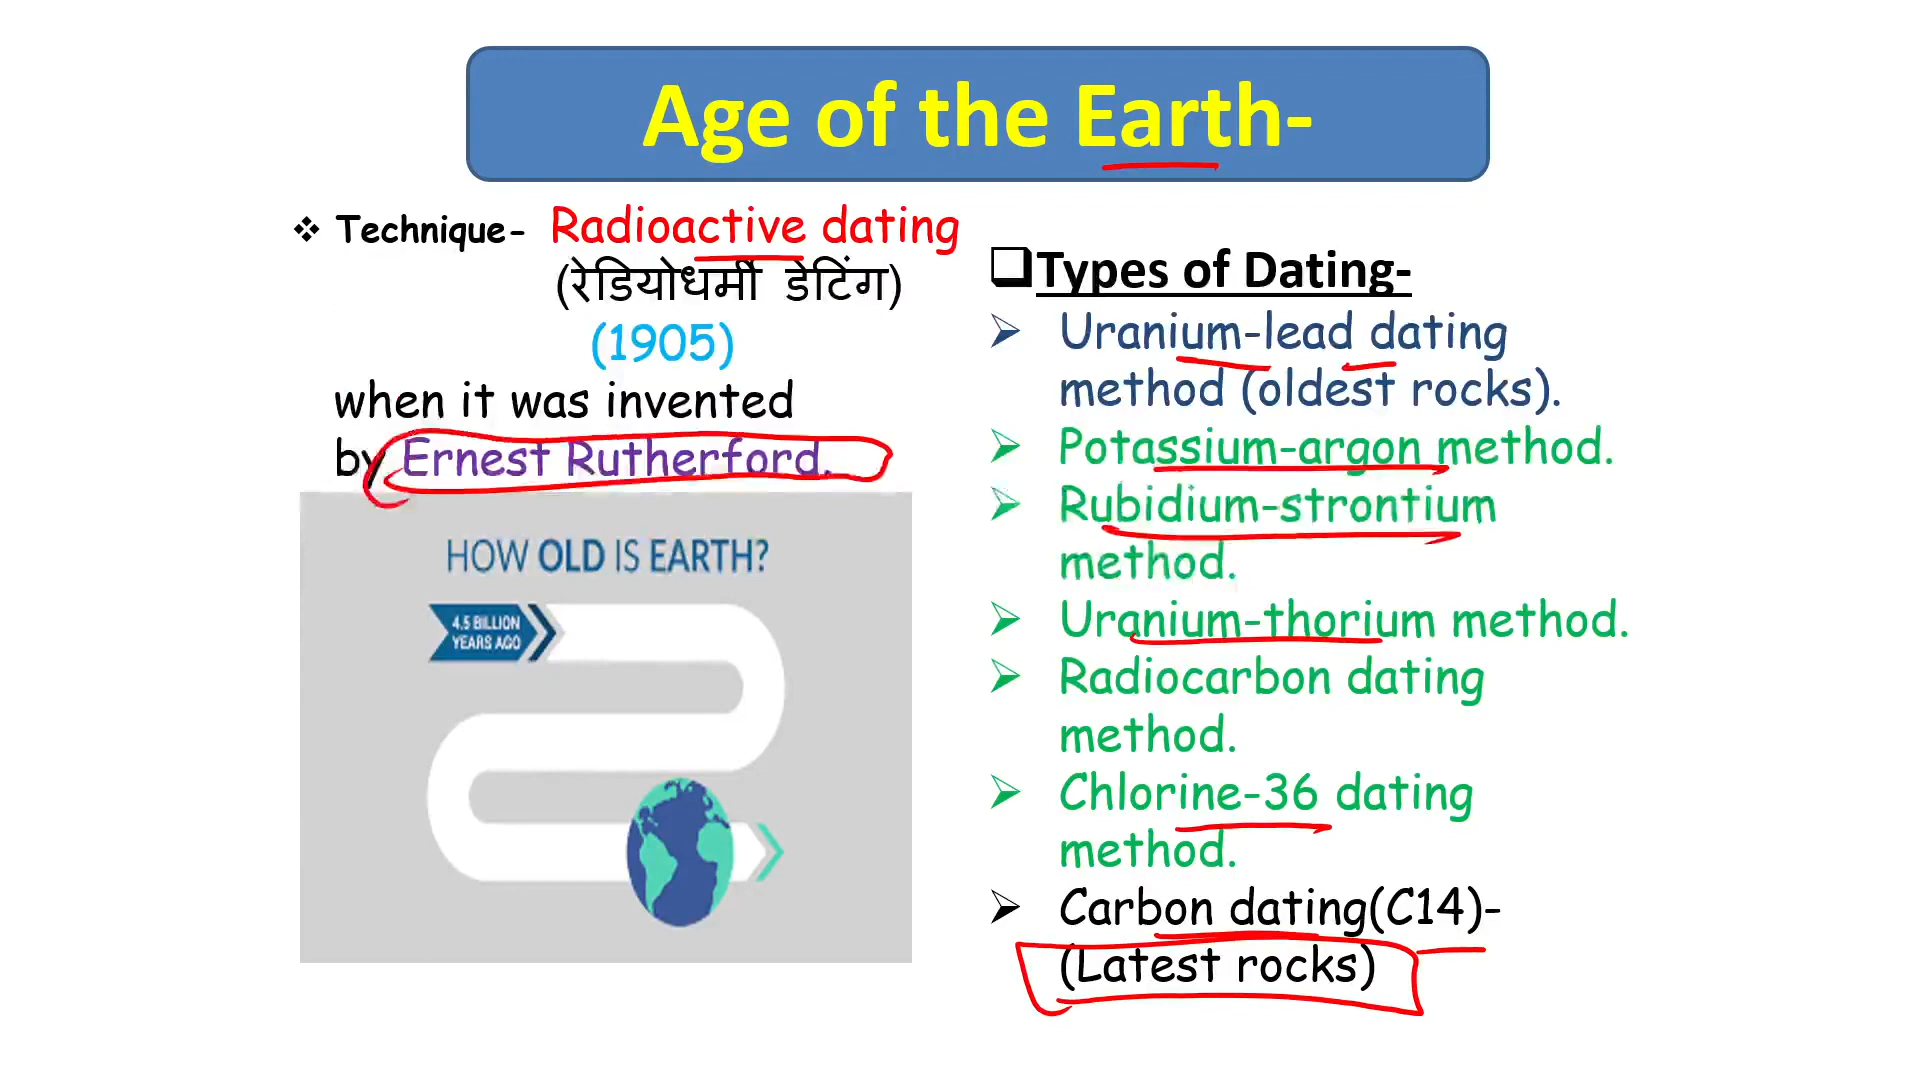 Age of the Earth-
❖ Technique- Radioactive dating
(रेडियोधर्मी डेटिंग)
(1905)
when it was invented
by Ernest Rutherford.
HOW OLD IS EARTH?
4.5 BILLION
YEARS AGO
❑Types of Dating-
➢ Uranium-lead dating
method (oldest rocks).
➢ Potassium-argon method.
➢ Rubidium-strontium
method.
➢ Uranium-thorium method.
➢ Radiocarbon dating
method.
➢ Chlorine-36 dating
method.
➢ Carbon dating(C14)-
(Latest rocks)